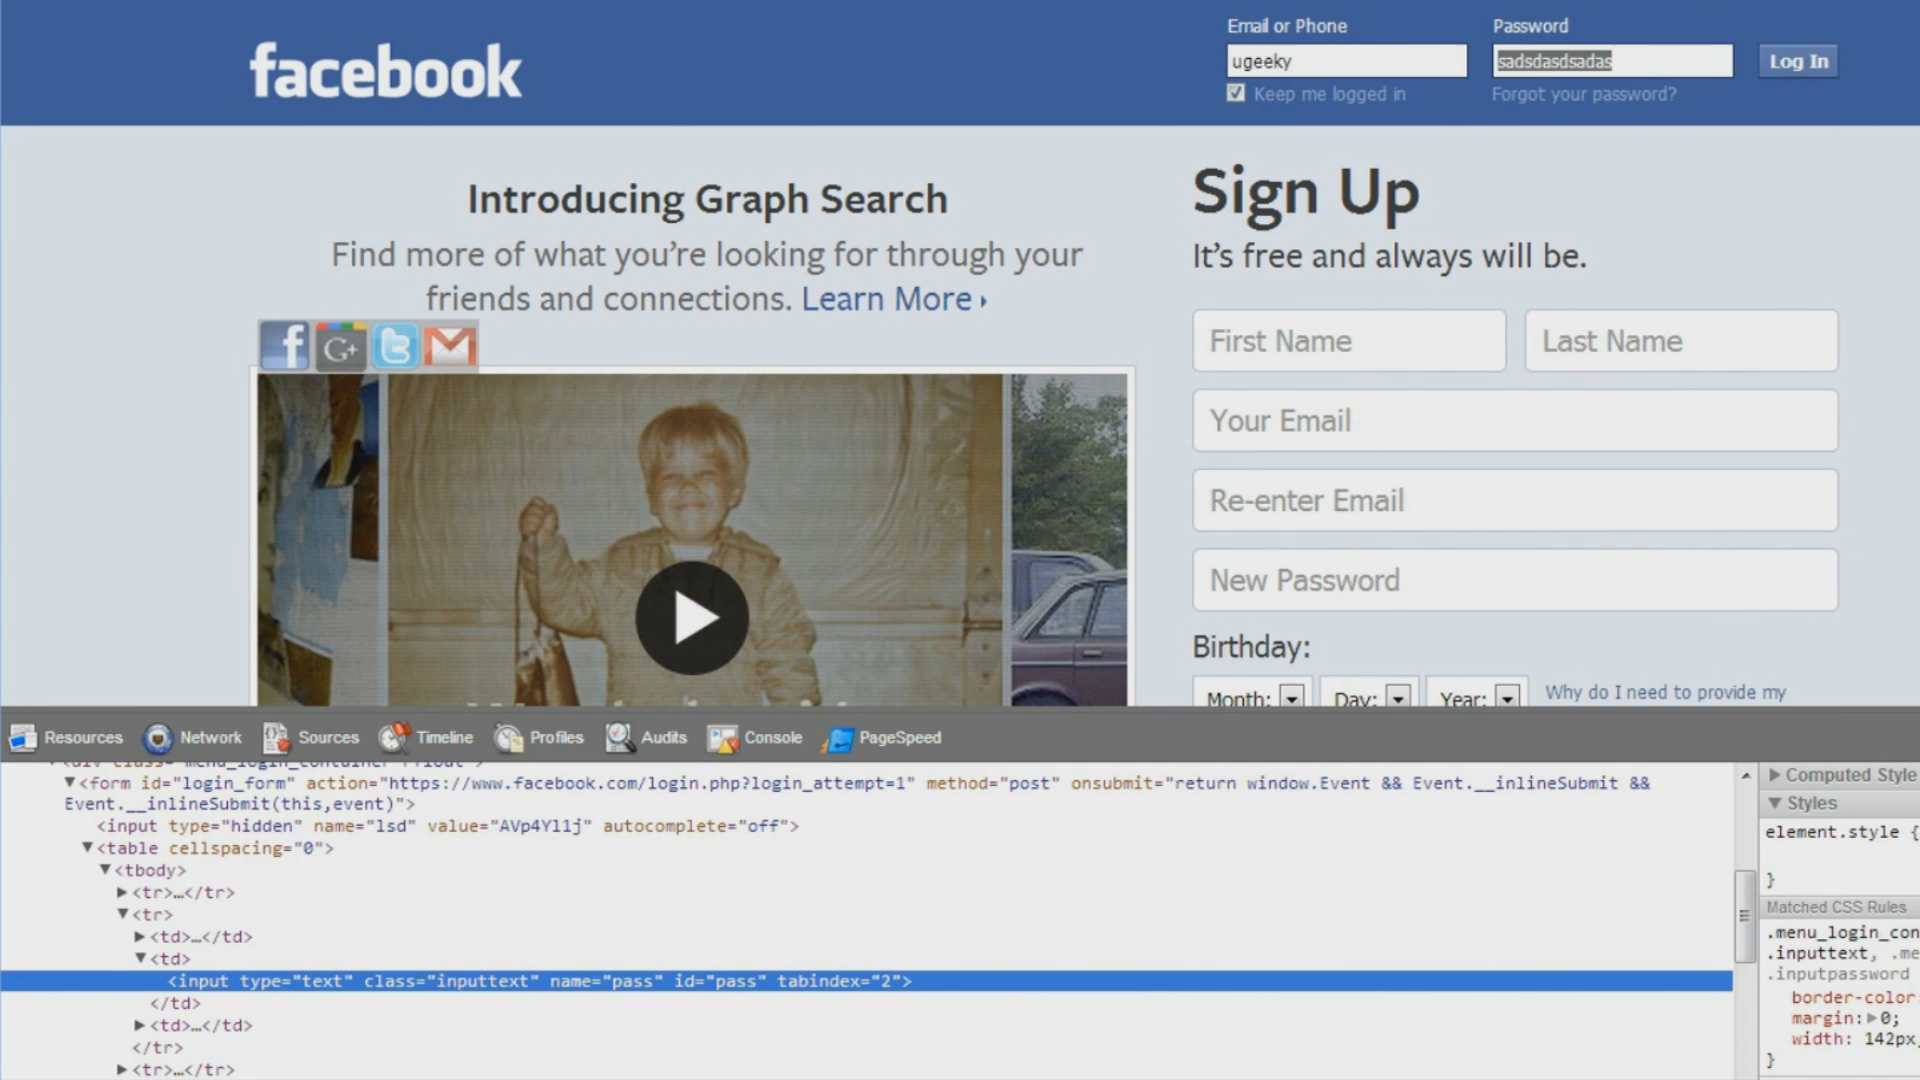 Email or Phone
Password
facebook
ugeeky
sadsdasdsadas
Log In
Keep me logged in
Forgot your password?
Introducing Graph Search
Find more of what you're looking for through your
friends and connections. Learn More
Sign Up
It's free and always will be.
First Name
Last Name
Your Email
Re-enter Email
New Password
Birthday:
Month:
Day:
Year:
Why do I need to provide my
Resources
Network
Sources
Timeline
Profiles
Audits
Console
PageSpeed
<form id="login_form" action="https://www.facebook.com/login.php?login_attempt=1" method="post" onsubmit="return window.Event && Event.__inlineSubmit &&
Event.__inlineSubmit(this,event)">
<input type="hidden" name="lsd" value="AVp4Yl1j" autocomplete="off">
<table cellspacing="0">
<tbody>
<tr>…</tr>
<tr>
<td>…</td>
<td>
<input type="text" class="inputtext" name="pass" id="pass" tabindex="2">
</td>
<td>…</td>
</tr>
<tr>…</tr>
Computed Style
Styles
element.style {
}
Matched CSS Rules
.menu_login_con
.inputtext, .me
.inputpassword
border-color
margin: 0;
width: 142px;
}